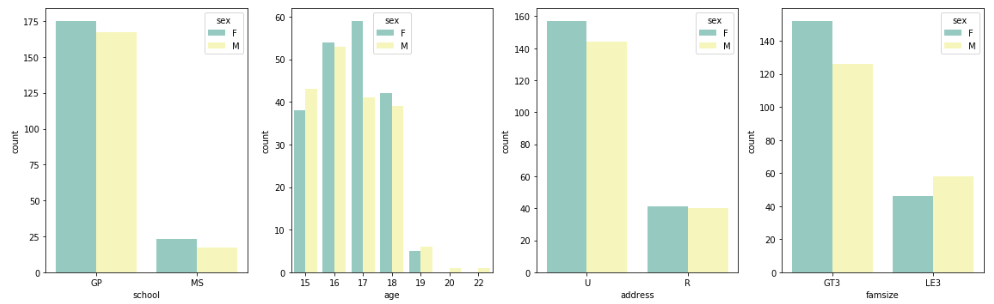 sex
F
M
175
150
125
100
75
50
25
0
count
GP MS
school
sex
F
M
60
50
40
30
20
10
0
count
15 16 17 18 19 20 22
age
sex
F
M
160
140
120
100
80
60
40
20
0
count
U R
address
sex
F
M
140
120
100
80
60
40
20
0
count
GT3 LE3
famsize